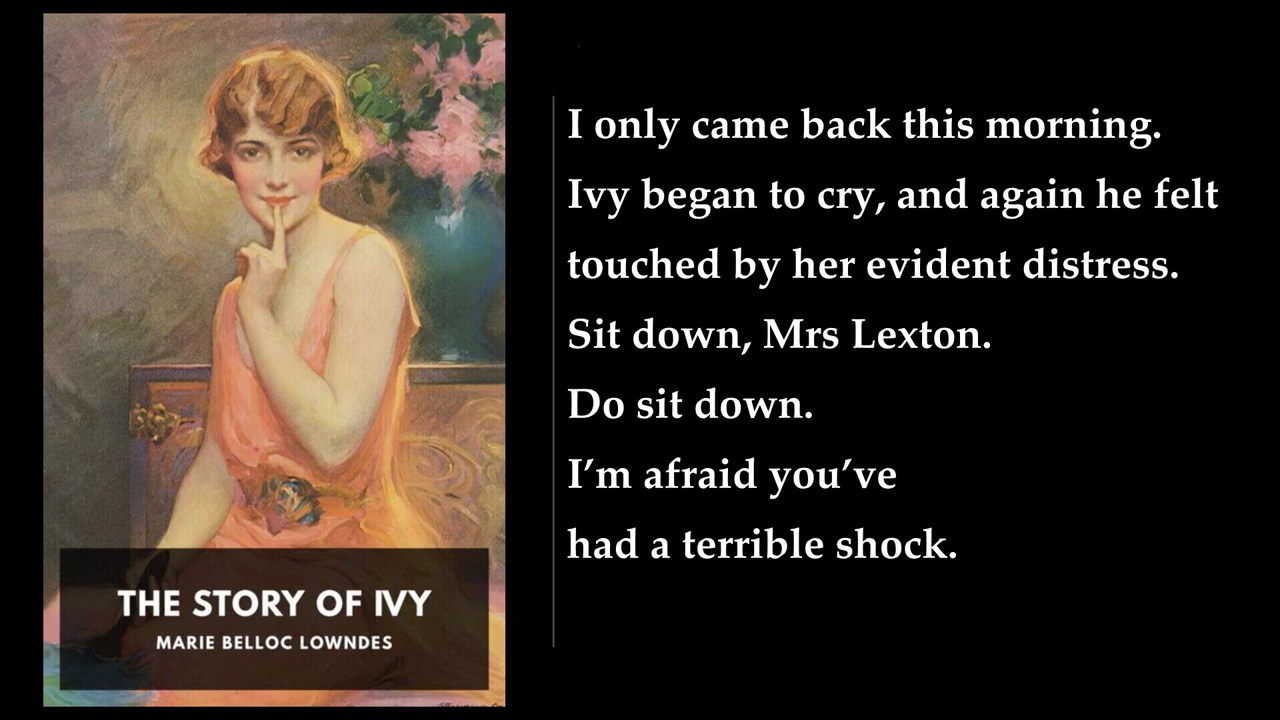 THE STORY OF IVY
MARIE BELLOC LOWNDES
I only came back this morning.
Ivy began to cry, and again he felt
touched by her evident distress.
Sit down, Mrs Lexton.
Do sit down.
I’m afraid you’ve
had a terrible shock.